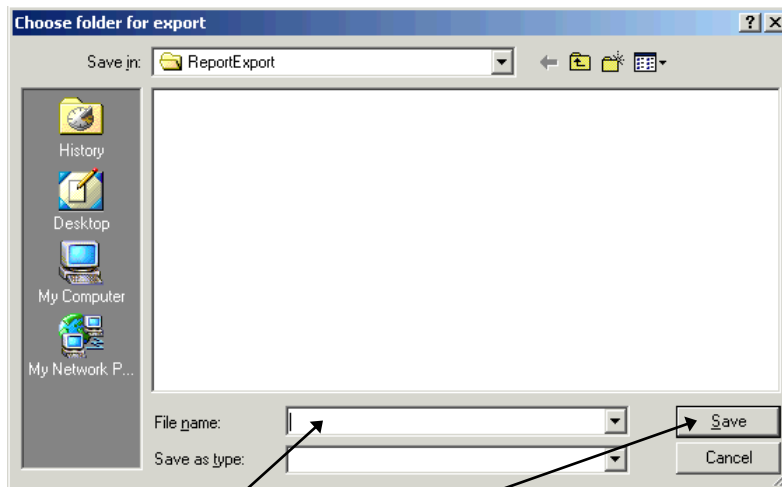 Choose folder for export
Save in: ReportExport
History
Desktop
My Computer
My Network P...
File name:
Save
Save as type:
Cancel